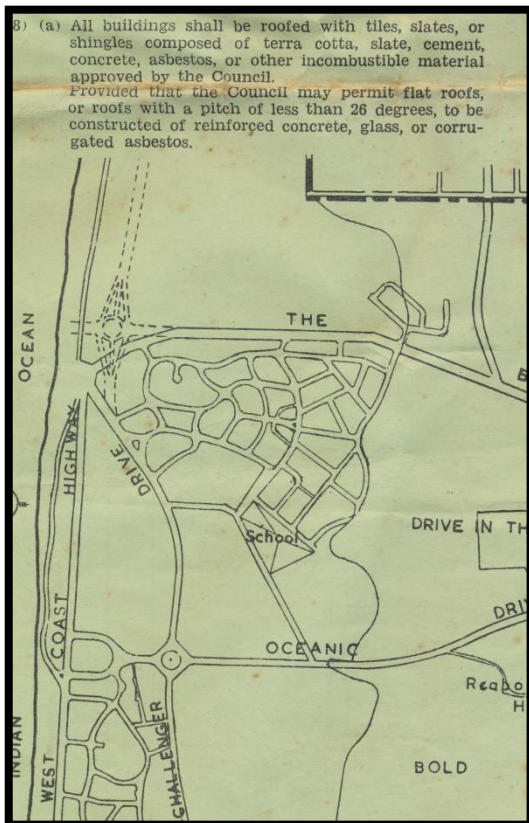 8) (a) All buildings shall be roofed with tiles, slates, or
shingles composed of terra cotta, slate, cement,
concrete, asbestos, or other incombustible material
approved by the Council.
Provided that the Council may permit flat roofs,
or roofs with a pitch of less than 26 degrees, to be
constructed of reinforced concrete, glass, or corru-
gated asbestos.
THE
OCEAN
HIGHWAY
DRIVE
DRIVE IN TH
School
COAST
OCEANIC
DRIV
Reabo
H
INDIAN
WEST
CHALLENGER
BOLD